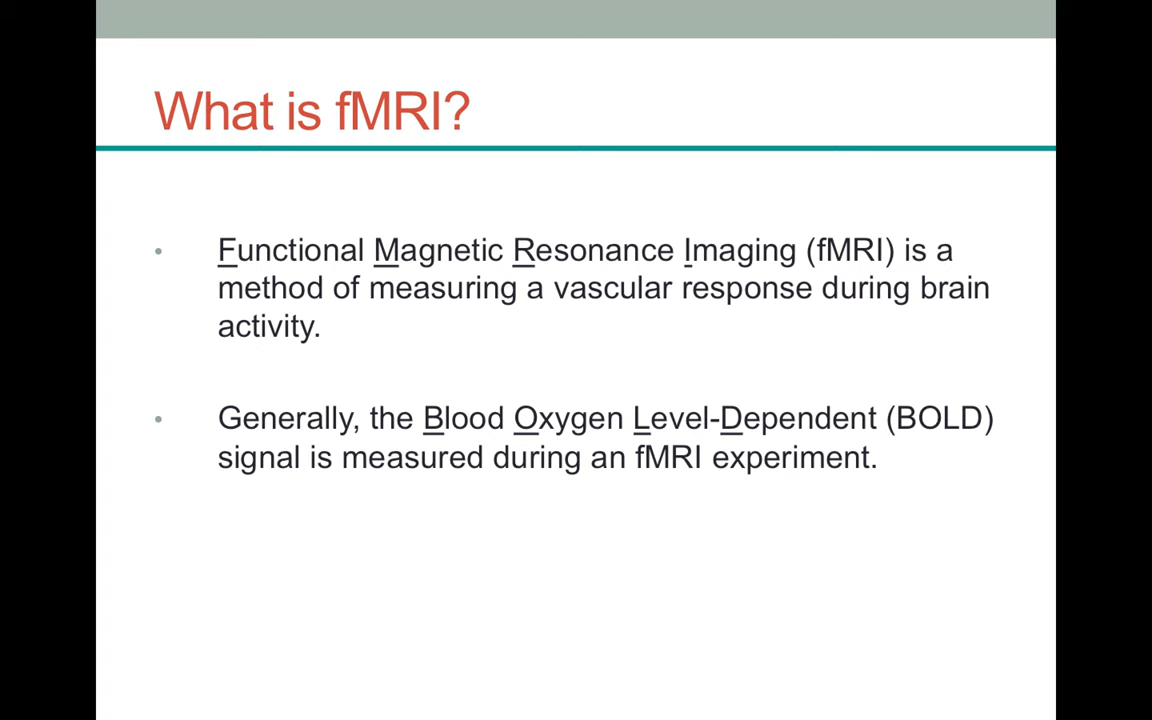 What is fMRI?
• Functional Magnetic Resonance Imaging (fMRI) is a
method of measuring a vascular response during brain
activity.
• Generally, the Blood Oxygen Level-Dependent (BOLD)
signal is measured during an fMRI experiment.